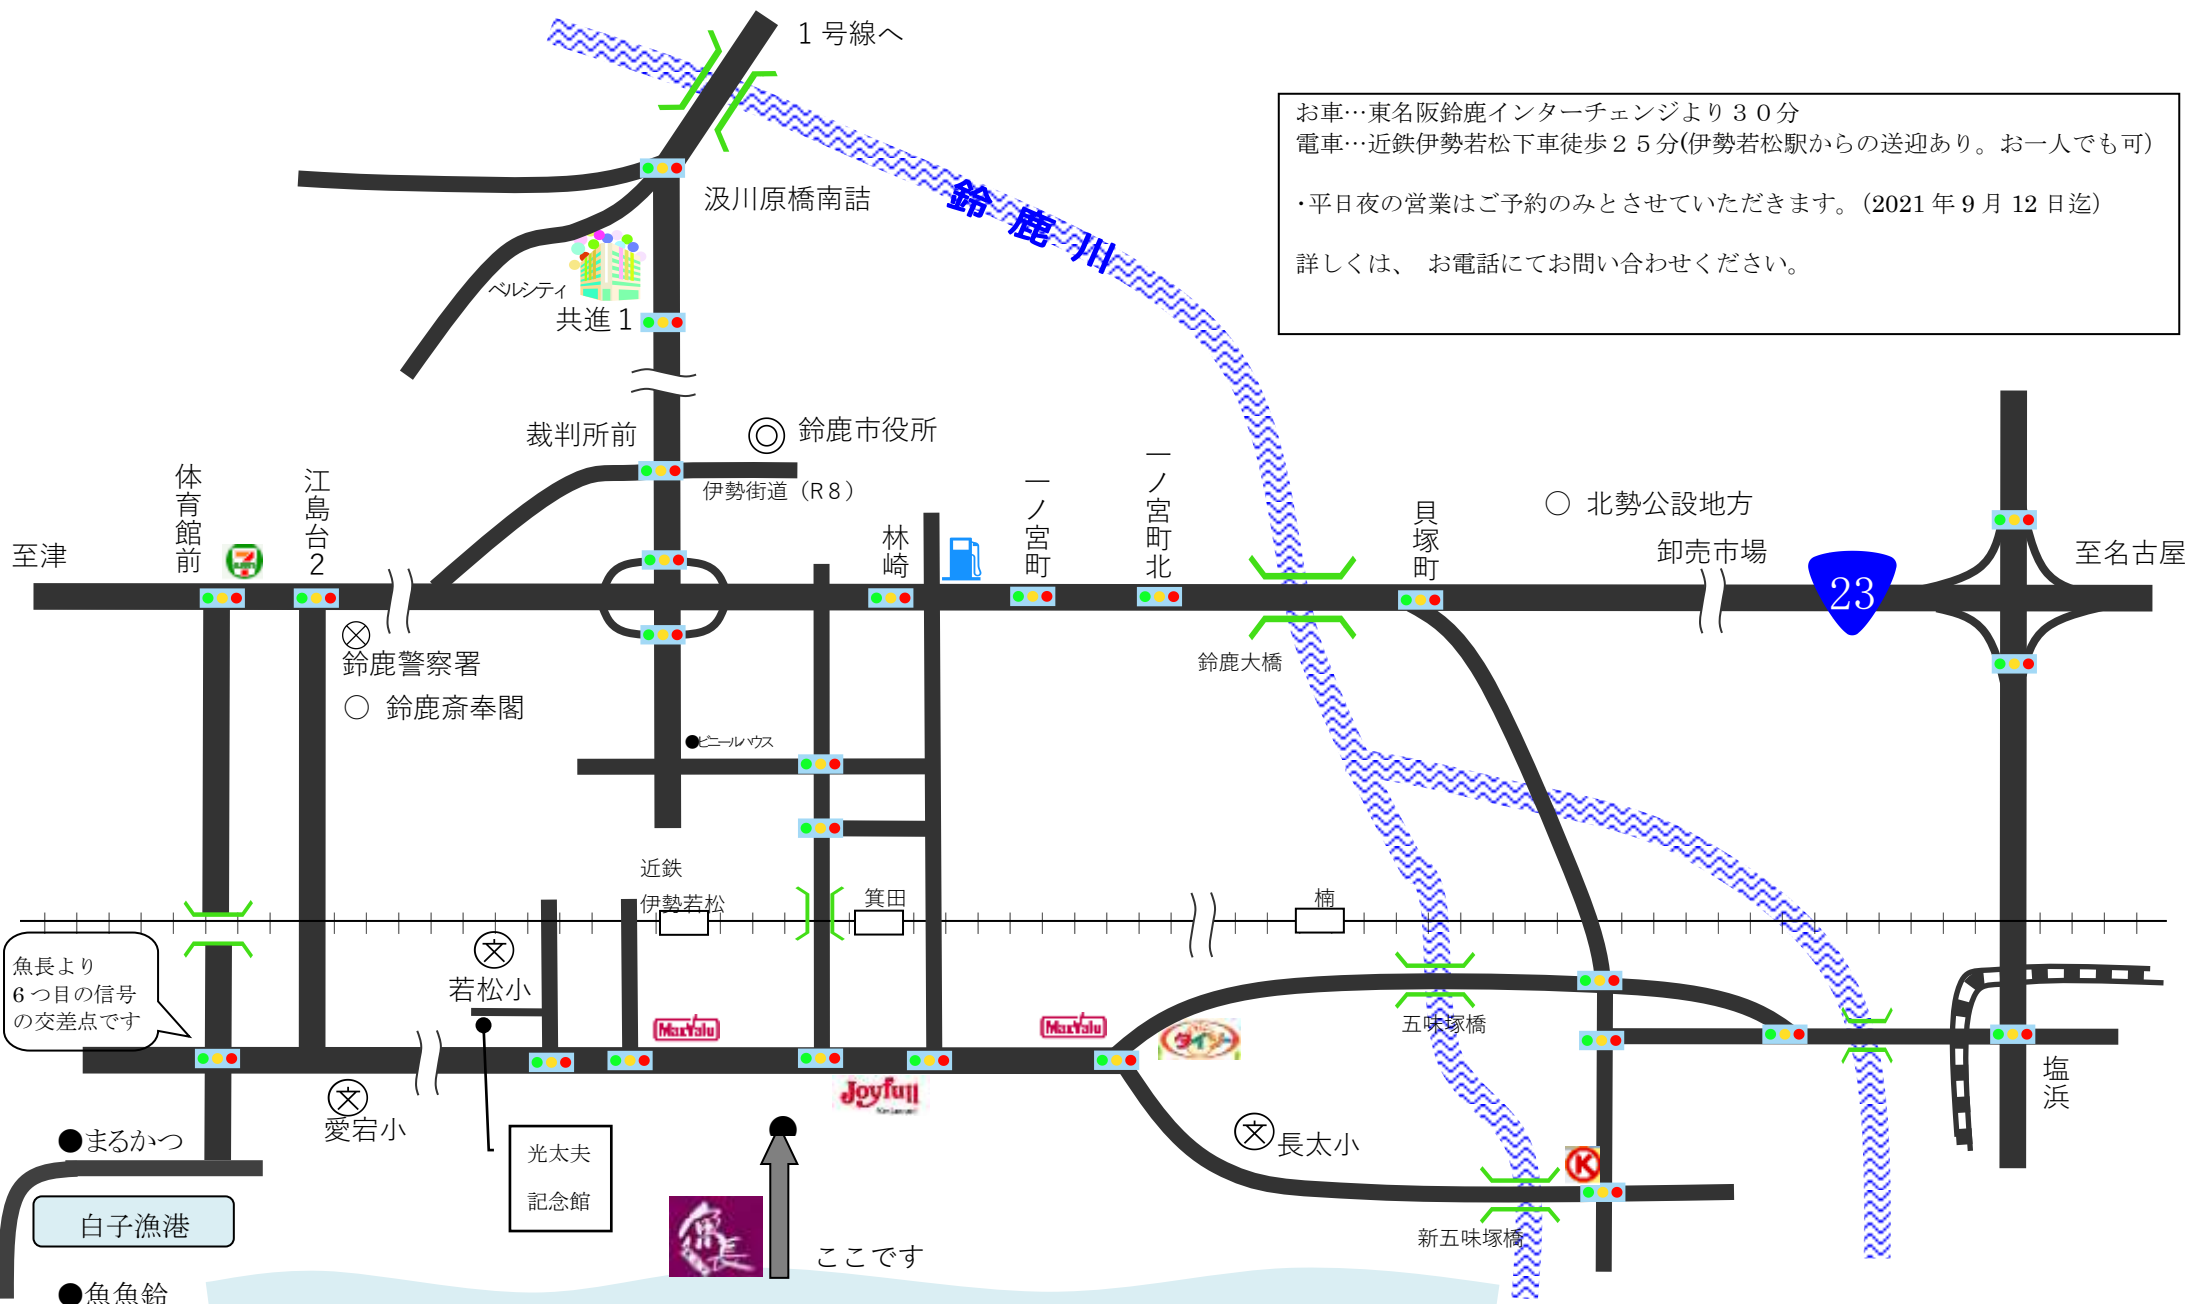 1号線へ
お車…東名阪鈴鹿インターチェンジより30分
電車…近鉄伊勢若松下車徒歩25分(伊勢若松駅からの送迎あり。お一人でも可)
・平日夜の営業はご予約のみとさせていただきます。(2021年9月12日迄)
詳しくは、 お電話にてお問い合わせください。
汲川原橋南詰
鈴鹿川
ベルシティ
共進1
裁判所前
◎ 鈴鹿市役所
伊勢街道(R8)
体育館前
江島台2
林崎
一ノ宮町
一ノ宮町北
貝塚町
○ 北勢公設地方
卸売市場
至津
至名古屋
23
鈴鹿警察署
○ 鈴鹿斎奉閣
鈴鹿大橋
●ビニールハウス
近鉄
伊勢若松
箕田
楠
魚長より
6つ目の信号
の交差点です
文
若松小
MaxValu
MaxValu
ダイソー
五味塚橋
塩浜
Joyfull
文
愛宕小
●まるかつ
光太夫
記念館
文
長太小
K
白子漁港
魚長
ここです
新五味塚橋
●魚魚鈴